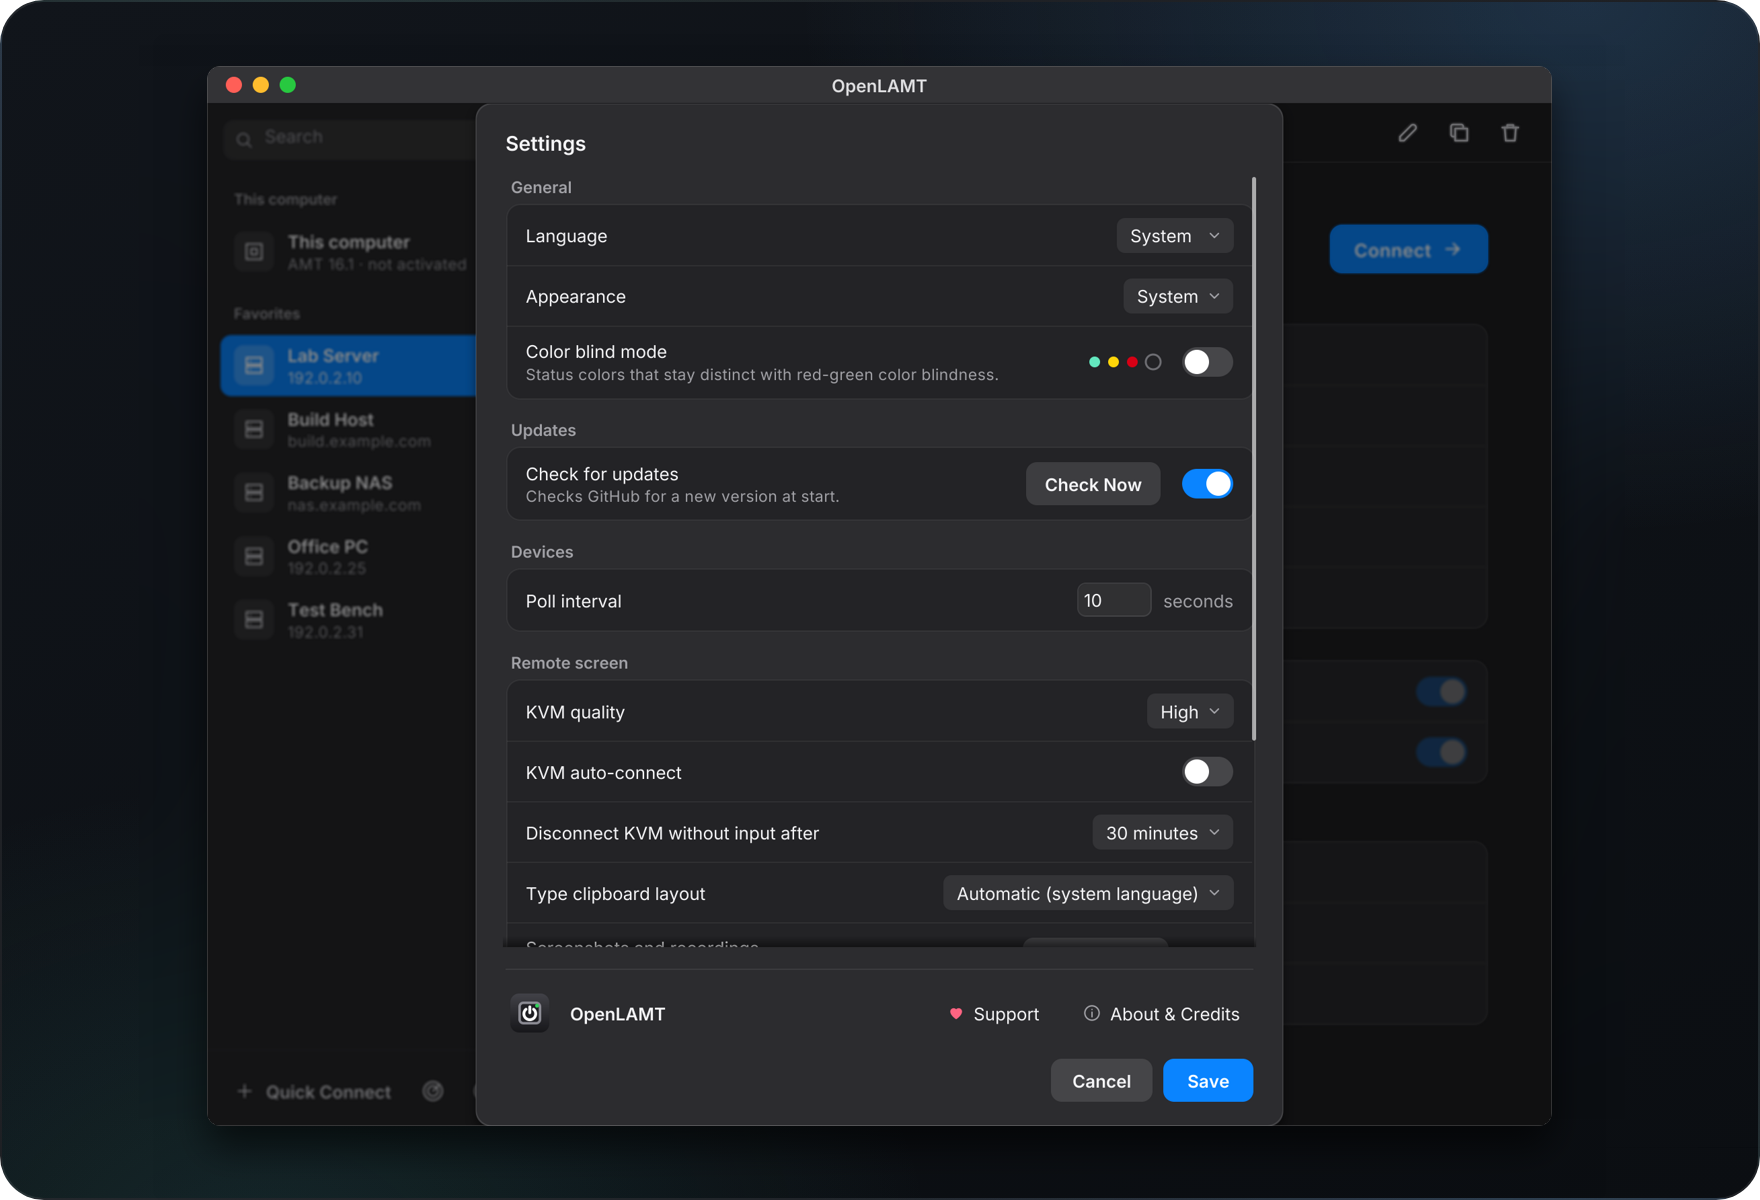 OpenLAMT
Search
This computer
This computer
AMT 16.1 · not activated
Favorites
Lab Server
192.0.2.10
Build Host
build.example.com
Backup NAS
nas.example.com
Office PC
192.0.2.25
Test Bench
192.0.2.31
Quick Connect
Connect
Settings
General
Language System
Appearance System
Color blind mode
Status colors that stay distinct with red-green color blindness.
Updates
Check for updates
Checks GitHub for a new version at start.
Check Now
Devices
Poll interval 10 seconds
Remote screen
KVM quality High
KVM auto-connect
Disconnect KVM without input after 30 minutes
Type clipboard layout Automatic (system language)
Screenshots and recordings
OpenLAMT Support About & Credits
Cancel Save